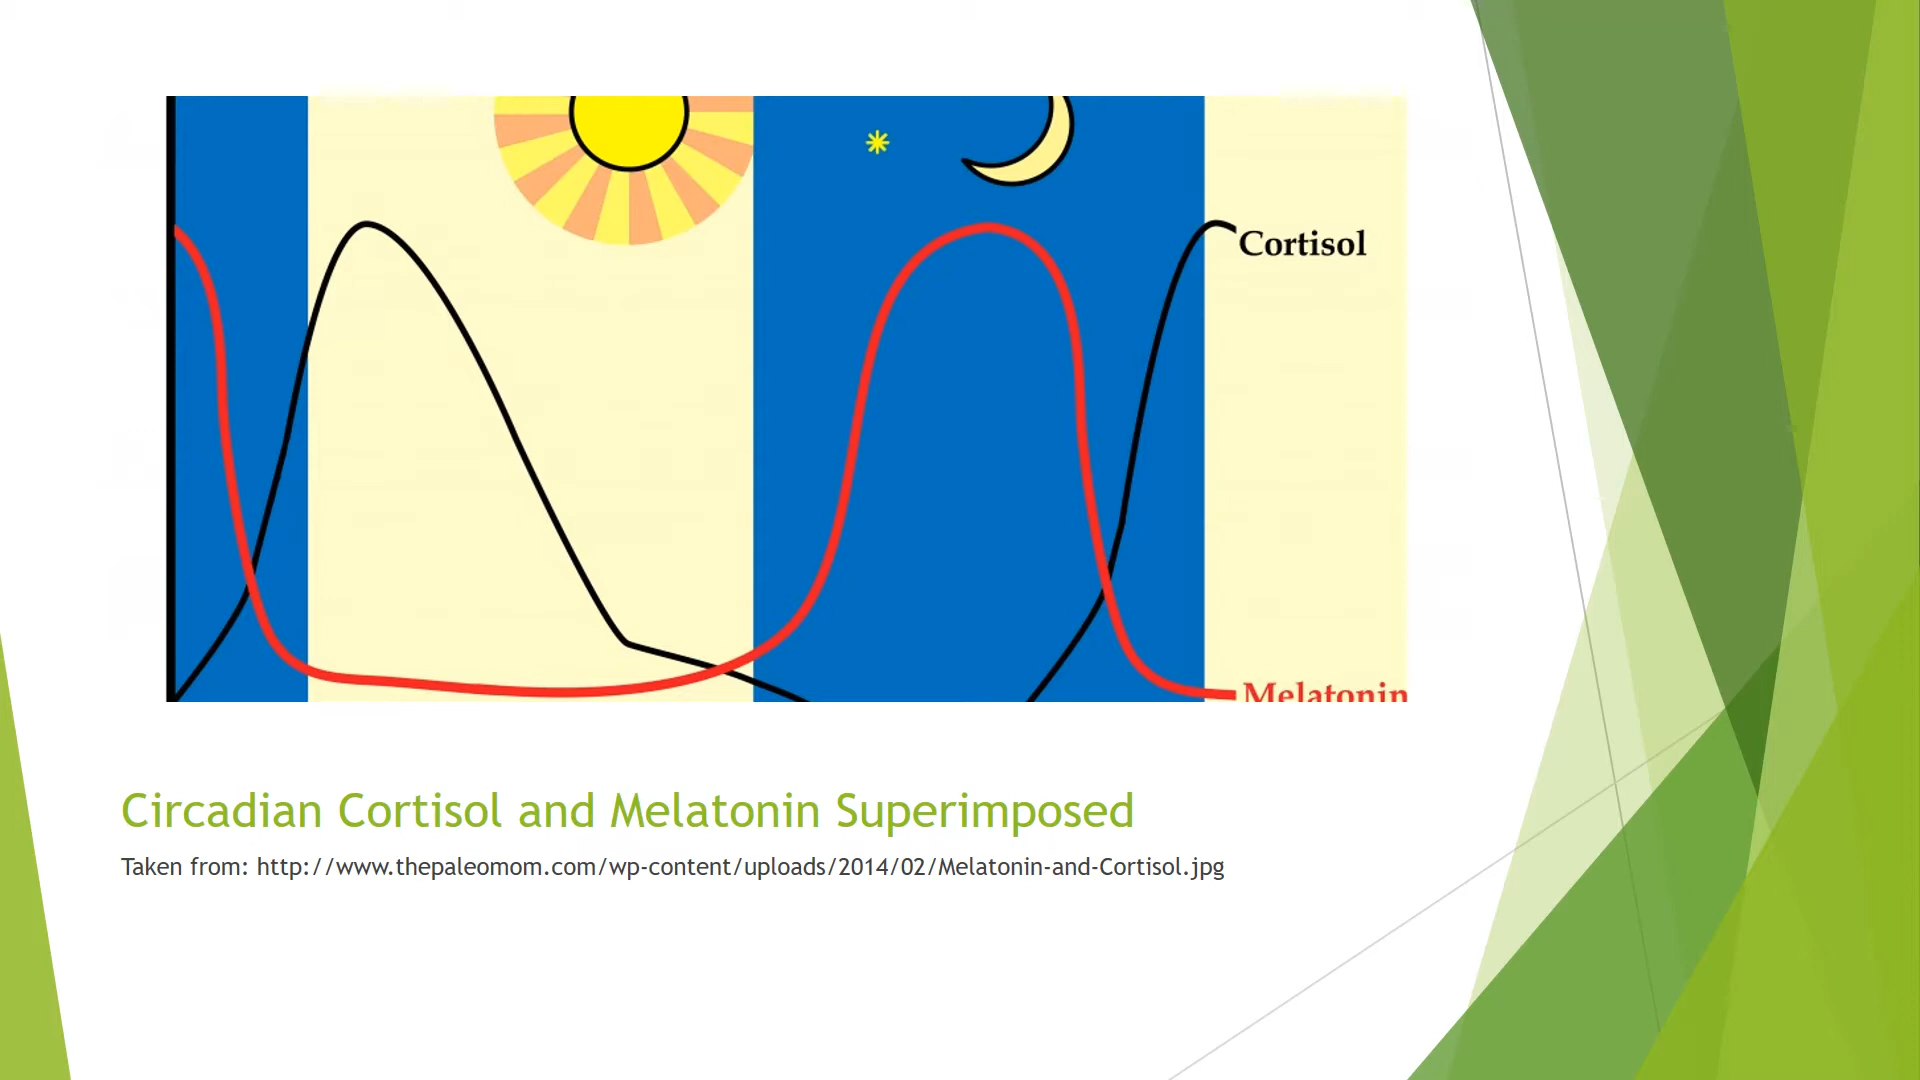 Cortisol
Melatonin
Circadian Cortisol and Melatonin Superimposed
Taken from: http://www.thepaleomom.com/wp-content/uploads/2014/02/Melatonin-and-Cortisol.jpg